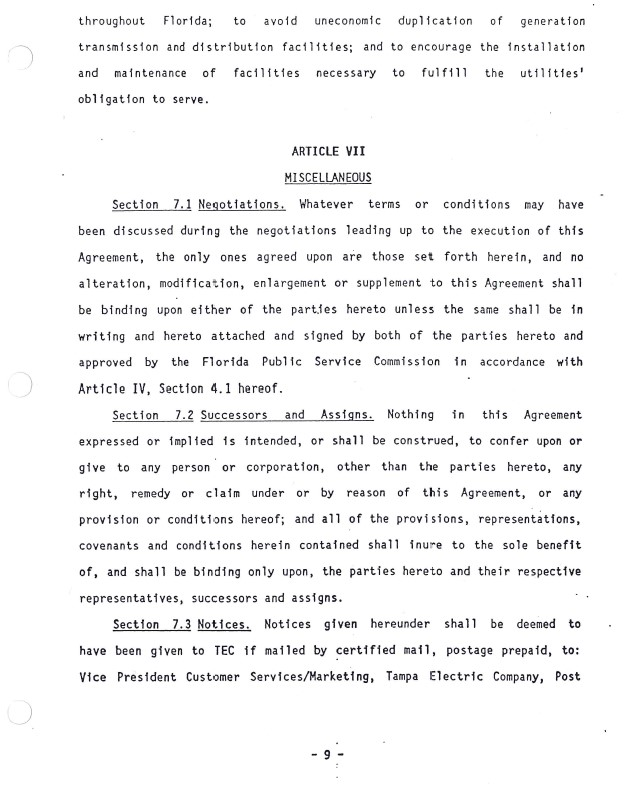 throughout Florida; to avoid uneconomic duplication of generation
transmission and distribution facilities; and to encourage the installation
and maintenance of facilities necessary to fulfill the utilities'
obligation to serve.
ARTICLE VII
MISCELLANEOUS
Section 7.1 Negotiations. Whatever terms or conditions may have
been discussed during the negotiations leading up to the execution of this
Agreement, the only ones agreed upon are those set forth herein, and no
alteration, modification, enlargement or supplement to this Agreement shall
be binding upon either of the parties hereto unless the same shall be in
writing and hereto attached and signed by both of the parties hereto and
approved by the Florida Public Service Commission in accordance with
Article IV, Section 4.1 hereof.
Section 7.2 Successors and Assigns. Nothing in this Agreement
expressed or implied is intended, or shall be construed, to confer upon or
give to any person or corporation, other than the parties hereto, any
right, remedy or claim under or by reason of this Agreement, or any
provision or conditions hereof; and all of the provisions, representations,
covenants and conditions herein contained shall inure to the sole benefit
of, and shall be binding only upon, the parties hereto and their respective
representatives, successors and assigns.
Section 7.3 Notices. Notices given hereunder shall be deemed to
have been given to TEC if mailed by certified mail, postage prepaid, to:
Vice President Customer Services/Marketing, Tampa Electric Company, Post
- 9 -